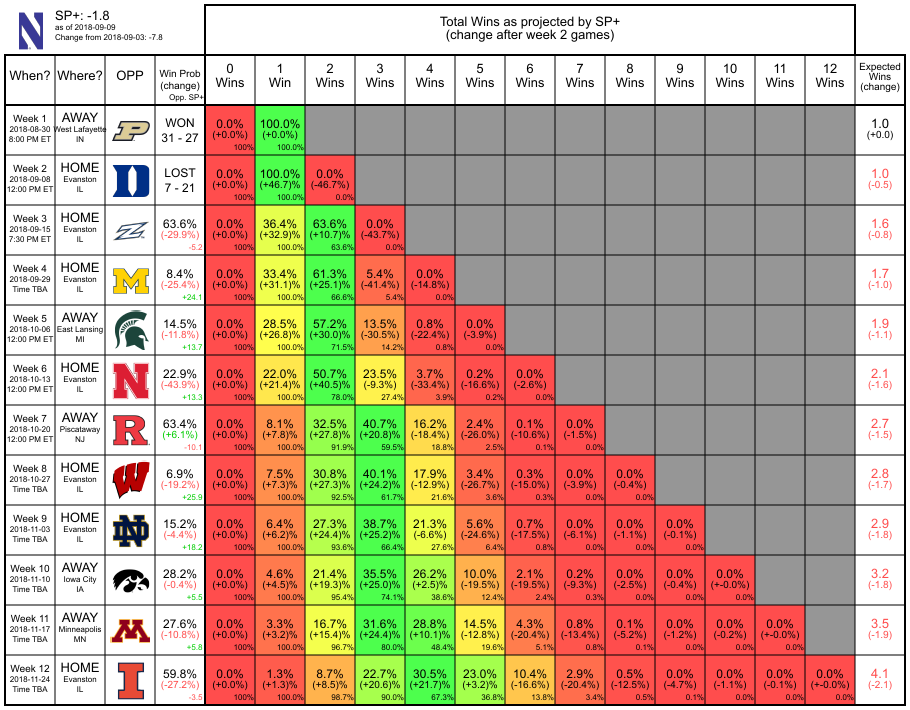 N
SP+: -1.8
as of 2018-09-09
Change from 2018-09-03: -7.8
Total Wins as projected by SP+
(change after week 2 games)
When? Where? OPP Win Prob (change) Opp. SP+ 0 Wins 1 Win 2 Wins 3 Wins 4 Wins 5 Wins 6 Wins 7 Wins 8 Wins 9 Wins 10 Wins 11 Wins 12 Wins Expected Wins (change)
Week 1 AWAY P WON 0.0% 100.0% 1.0
2018-08-30 West Lafayette 31 - 27 (+0.0%) (+0.0%) (+0.0)
8:00 PM ET IN 100% 100.0%
Week 2 HOME D LOST 0.0% 100.0% 0.0% 1.0
2018-09-08 Evanston 7 - 21 (+0.0%) (+46.7)% (-46.7%) (-0.5)
12:00 PM ET IL 100% 100.0% 0.0%
Week 3 HOME Z 63.6% 0.0% 36.4% 63.6% 0.0% 1.6
2018-09-15 Evanston (-29.9%) (+0.0%) (+32.9%) (+10.7%) (-43.7%) (-0.8)
7:30 PM ET IL -5.2 100% 100.0% 63.6% 0.0%
Week 4 HOME M 8.4% 0.0% 33.4% 61.3% 5.4% 0.0% 1.7
2018-09-29 Evanston (-25.4%) (+0.0%) (+31.1%) (+25.1%) (-41.4%) (-14.8%) (-1.0)
Time TBA IL +24.1 100% 100.0% 66.6% 5.4% 0.0%
Week 5 AWAY 14.5% 0.0% 28.5% 57.2% 13.5% 0.8% 0.0% 1.9
2018-10-06 East Lansing (-11.8%) (+0.0%) (+26.8%) (+30.0%) (-30.5%) (-22.4%) (-3.9%) (-1.1)
12:00 PM ET MI +13.7 100% 100.0% 71.5% 14.2% 0.8% 0.0%
Week 6 HOME N 22.9% 0.0% 22.0% 50.7% 23.5% 3.7% 0.2% 0.0% 2.1
2018-10-13 Evanston (-43.9%) (+0.0%) (+21.4%) (+40.5%) (-9.3%) (-33.4%) (-16.6%) (-2.6%) (-1.6)
12:00 PM ET IL +13.3 100% 100.0% 78.0% 27.4% 3.9% 0.2% 0.0%
Week 7 AWAY R 63.4% 0.0% 8.1% 32.5% 40.7% 16.2% 2.4% 0.1% 0.0% 2.7
2018-10-20 Piscataway (+6.1%) (+0.0%) (+7.8%) (+27.8%) (+20.8%) (-18.4%) (-26.0%) (-10.6%) (-1.5%) (-1.5)
12:00 PM ET NJ -10.1 100% 100.0% 91.9% 59.5% 18.8% 2.5% 0.1% 0.0%
Week 8 HOME W 6.9% 0.0% 7.5% 30.8% 40.1% 17.9% 3.4% 0.3% 0.0% 0.0% 2.8
2018-10-27 Evanston (-19.2%) (+0.0%) (+7.3%) (+27.3%) (+24.2%) (-12.9%) (-26.7%) (-15.0%) (-3.9%) (-0.4%) (-1.7)
Time TBA IL +25.9 100% 100.0% 92.5% 61.7% 21.6% 3.6% 0.3% 0.0% 0.0%
Week 9 HOME ND 15.2% 0.0% 6.4% 27.3% 38.7% 21.3% 5.6% 0.7% 0.0% 0.0% 0.0% 2.9
2018-11-03 Evanston (-4.4%) (+0.0%) (+6.2%) (+24.4%) (+25.2%) (-6.6%) (-24.6%) (-17.5%) (-6.1%) (-1.1%) (-0.1%) (-1.8)
Time TBA IL +18.2 100% 100.0% 93.6% 66.4% 27.6% 6.4% 0.8% 0.0% 0.0% 0.0%
Week 10 AWAY 28.2% 0.0% 4.6% 21.4% 35.5% 26.2% 10.0% 2.1% 0.2% 0.0% 0.0% 0.0% 3.2
2018-11-10 Iowa City (-0.4%) (+0.0%) (+4.5%) (+19.3%) (+25.0%) (+2.5%) (-19.5%) (-19.5%) (-9.3%) (-2.5%) (-0.4%) (+-0.0%) (-1.8)
Time TBA IA +5.5 100% 100.0% 95.4% 74.1% 38.6% 12.4% 2.4% 0.3% 0.0% 0.0% 0.0%
Week 11 AWAY M 27.6% 0.0% 3.3% 16.7% 31.6% 28.8% 14.5% 4.3% 0.8% 0.1% 0.0% 0.0% 0.0% 3.5
2018-11-17 Minneapolis (-10.8%) (+0.0%) (+3.2%) (+15.4%) (+24.4%) (+10.1%) (-12.8%) (-20.4%) (-13.4%) (-5.2%) (-1.2%) (-0.2%) (+-0.0%) (-1.9)
Time TBA MN +5.8 100% 100.0% 96.7% 80.0% 48.4% 19.6% 5.1% 0.8% 0.1% 0.0% 0.0% 0.0%
Week 12 HOME I 59.8% 0.0% 1.3% 8.7% 22.7% 30.5% 23.0% 10.4% 2.9% 0.5% 0.0% 0.0% 0.0% 0.0% 4.1
2018-11-24 Evanston (-27.2%) (+0.0%) (+1.3%) (+8.5%) (+20.6%) (+21.7%) (+3.2%) (-16.6%) (-20.4%) (-12.5%) (-4.7%) (-1.1%) (-0.1%) (+-0.0%) (-2.1)
Time TBA IL -3.5 100% 100.0% 98.7% 90.0% 67.3% 36.8% 13.8% 3.4% 0.5% 0.1% 0.0% 0.0% 0.0%